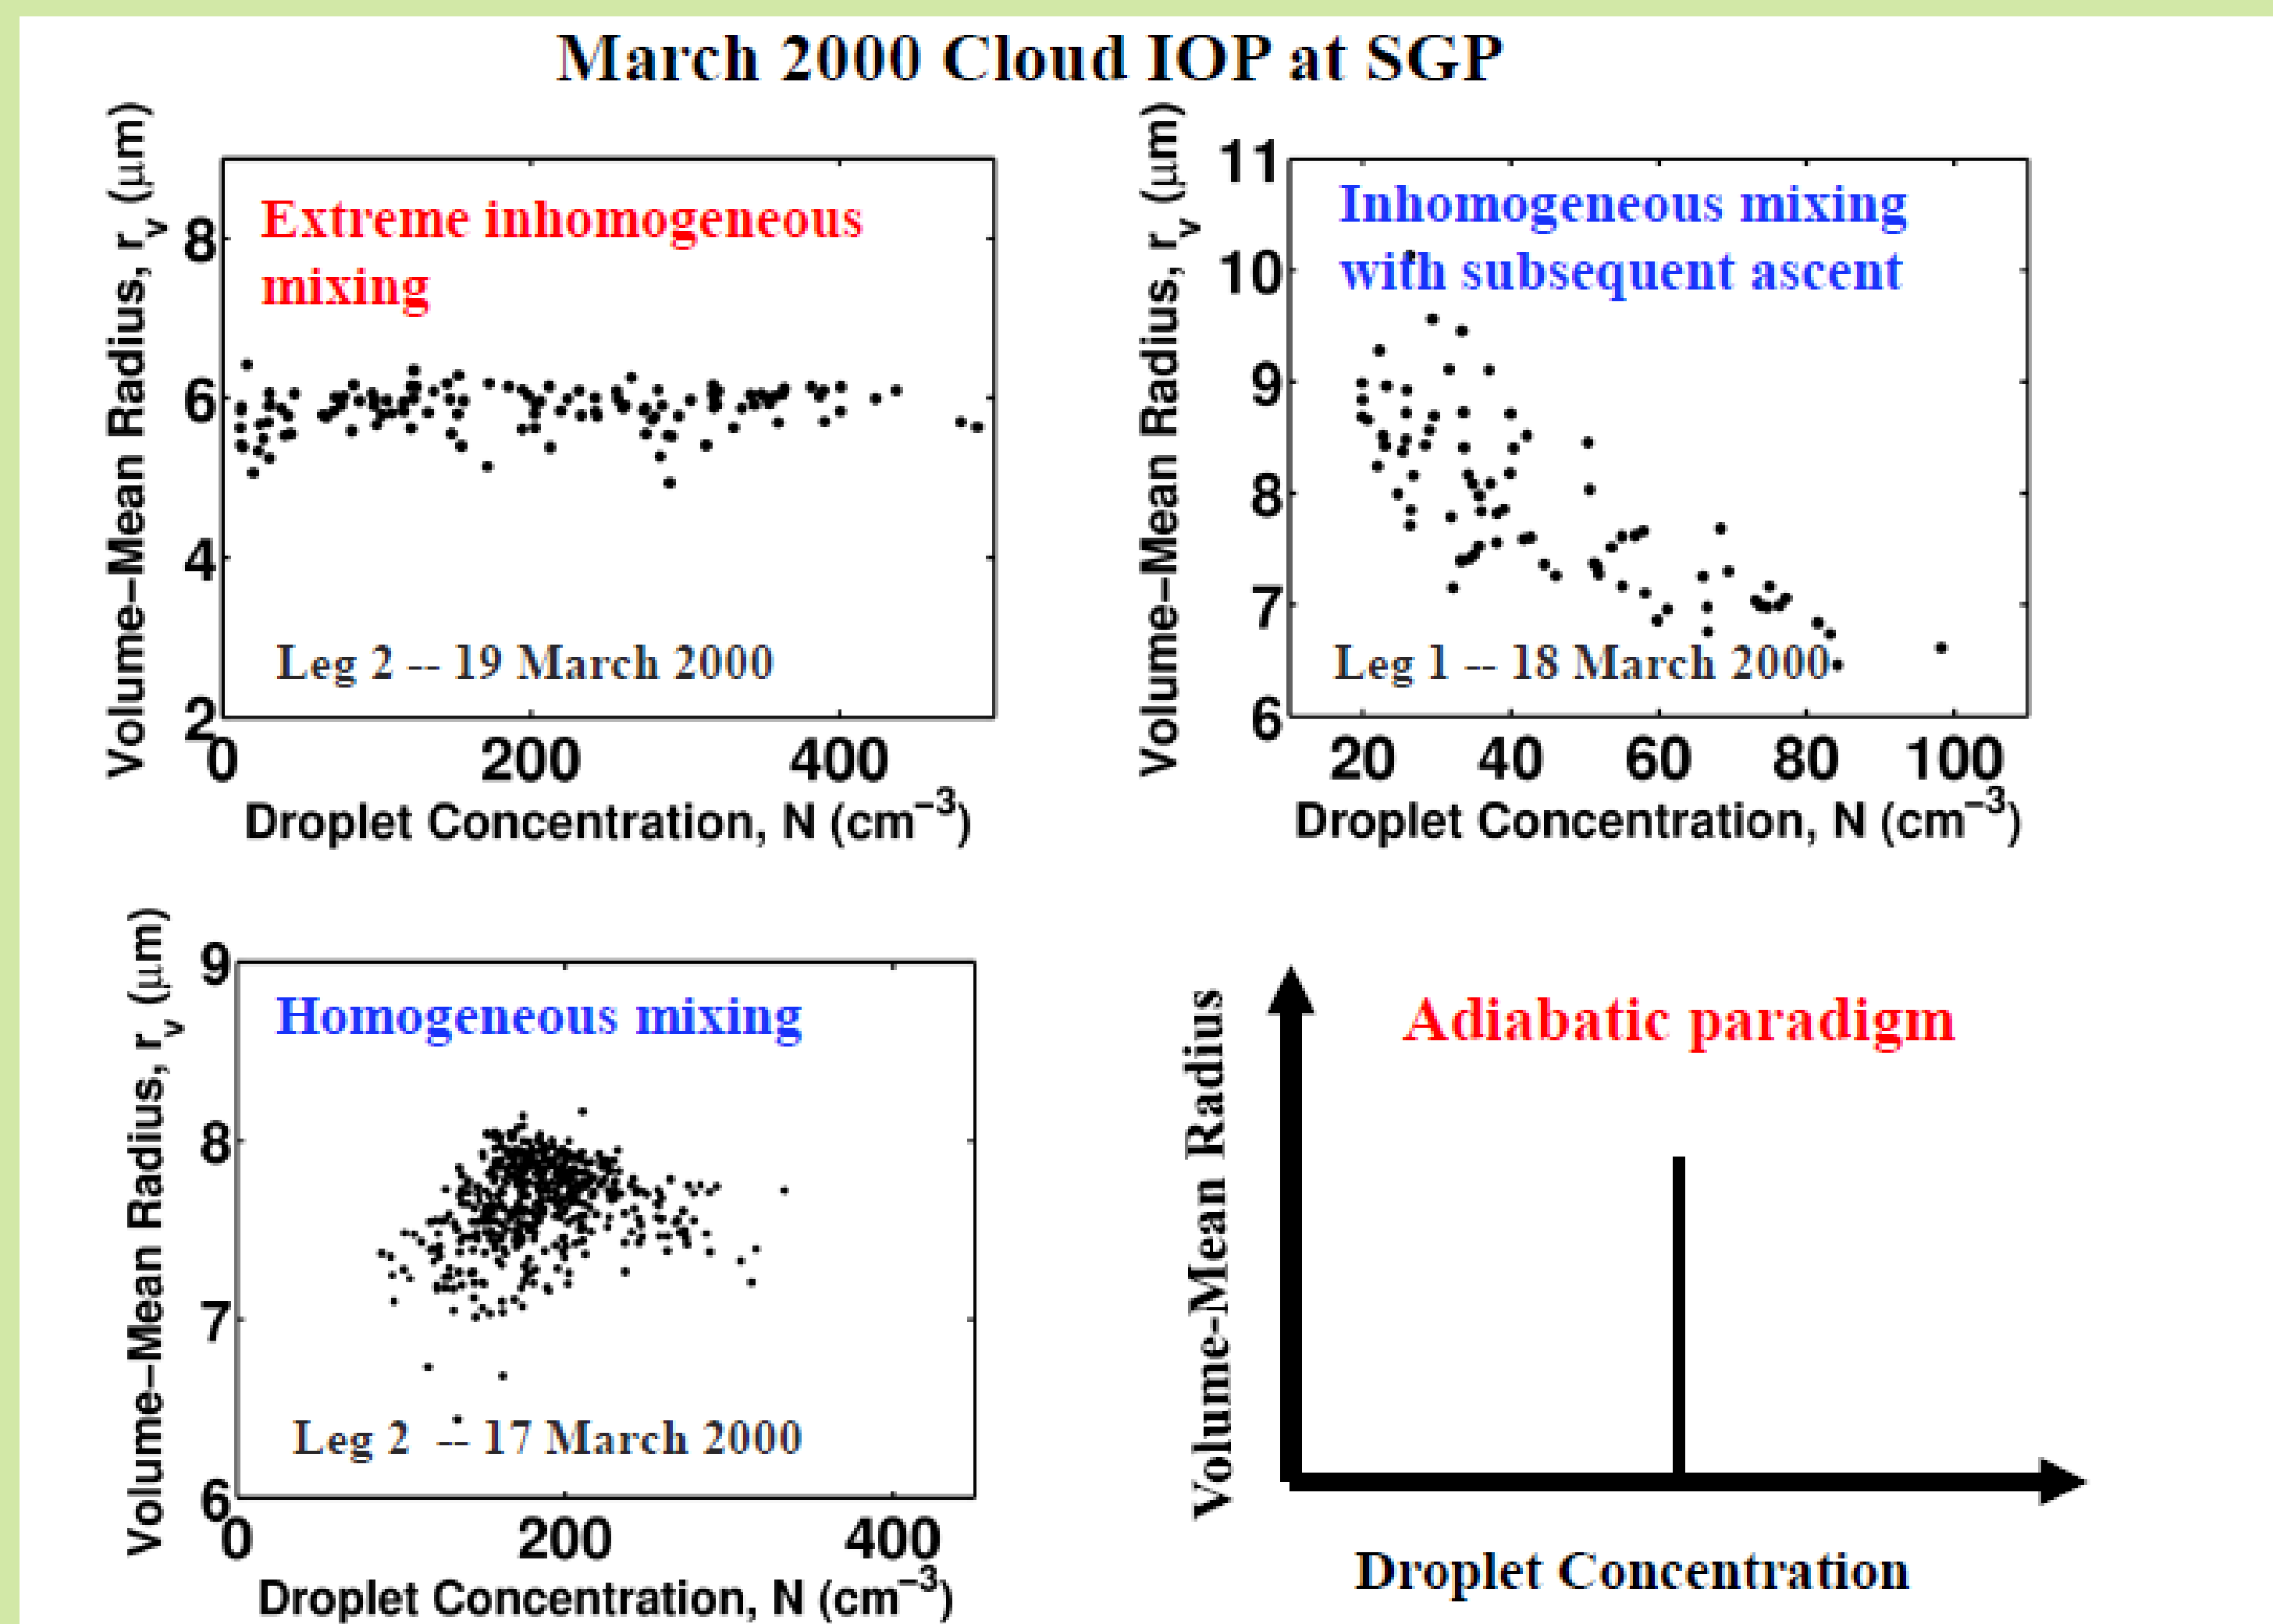 March 2000 Cloud IOP at SGP
Volume-Mean Radius, r_v (μm)
8
6
4
2
Extreme inhomogeneous
mixing
Leg 2 -- 19 March 2000
0 200 400
Droplet Concentration, N (cm⁻³)
Volume-Mean Radius, r_v (μm)
11
10
9
8
7
6
Inhomogeneous mixing
with subsequent ascent
Leg 1 -- 18 March 2000
20 40 60 80 100
Droplet Concentration, N (cm⁻³)
Volume-Mean Radius, r_v (μm)
9
8
7
6
Homogeneous mixing
Leg 2 -- 17 March 2000
0 200 400
Droplet Concentration, N (cm⁻³)
Volume-Mean Radius
Adiabatic paradigm
Droplet Concentration